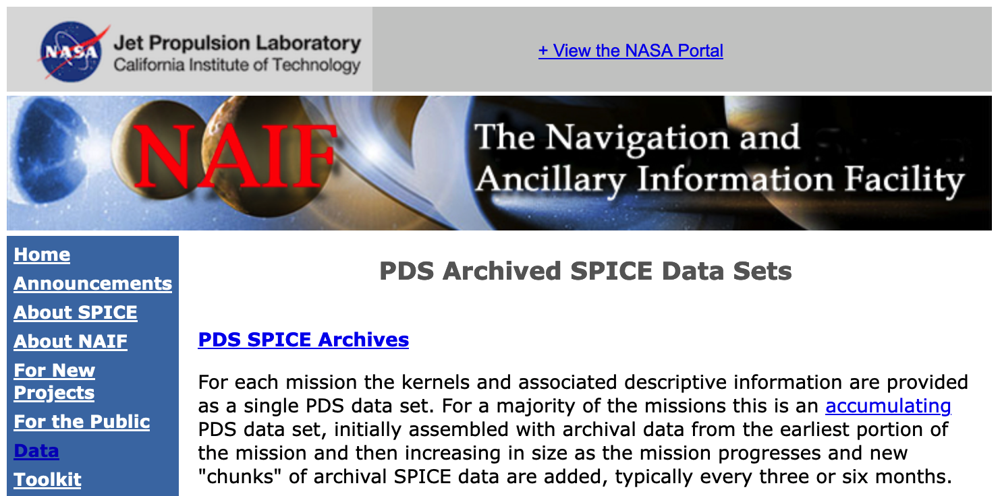 NASA
Jet Propulsion Laboratory
California Institute of Technology
+ View the NASA Portal
NAIF
The Navigation and
Ancillary Information Facility
Home
Announcements
About SPICE
About NAIF
For New
Projects
For the Public
Data
Toolkit
PDS Archived SPICE Data Sets
PDS SPICE Archives
For each mission the kernels and associated descriptive information are provided
as a single PDS data set. For a majority of the missions this is an accumulating
PDS data set, initially assembled with archival data from the earliest portion of
the mission and then increasing in size as the mission progresses and new
"chunks" of archival SPICE data are added, typically every three or six months.